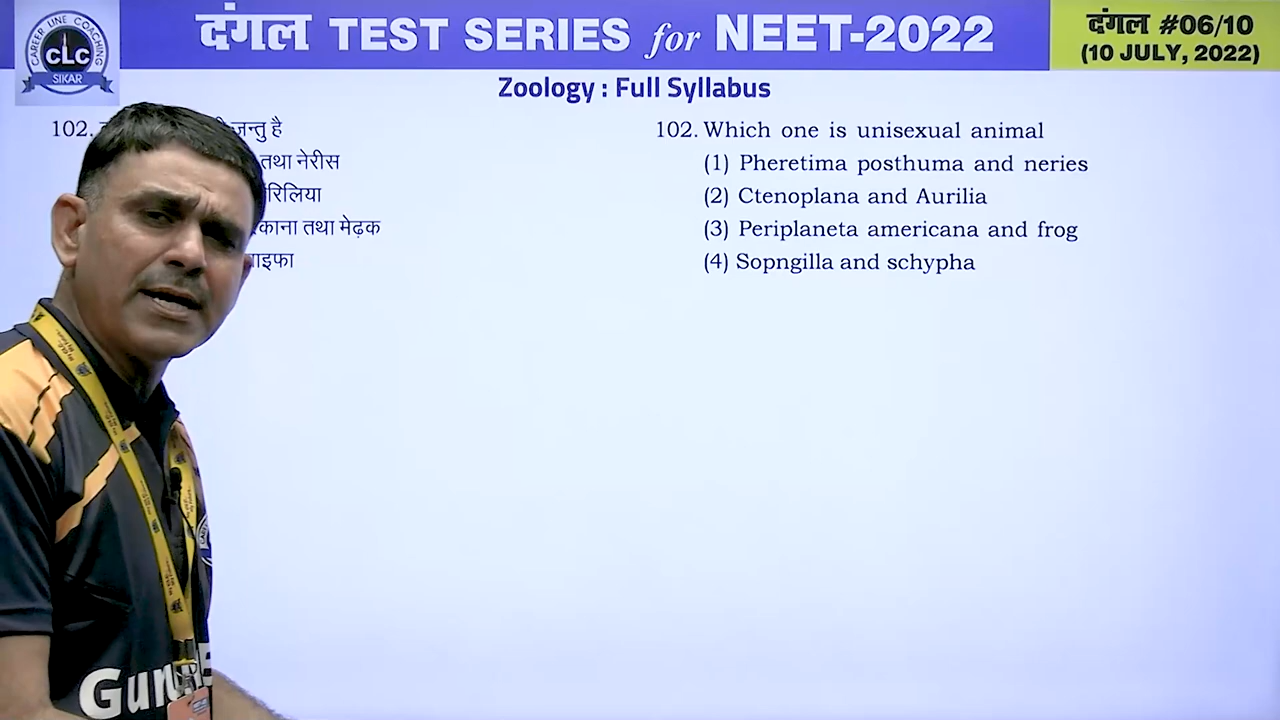 CAREER LINE COACHING
CLC
SIKAR
दंगल TEST SERIES for NEET-2022
दंगल #06/10
(10 JULY, 2022)
Zoology : Full Syllabus
102. जन्तु है
तथा नेरीस
तथा मेढ़क
102. Which one is unisexual animal
(1) Pheretima posthuma and neries
(2) Ctenoplana and Aurilia
(3) Periplaneta americana and frog
(4) Sopngilla and schypha